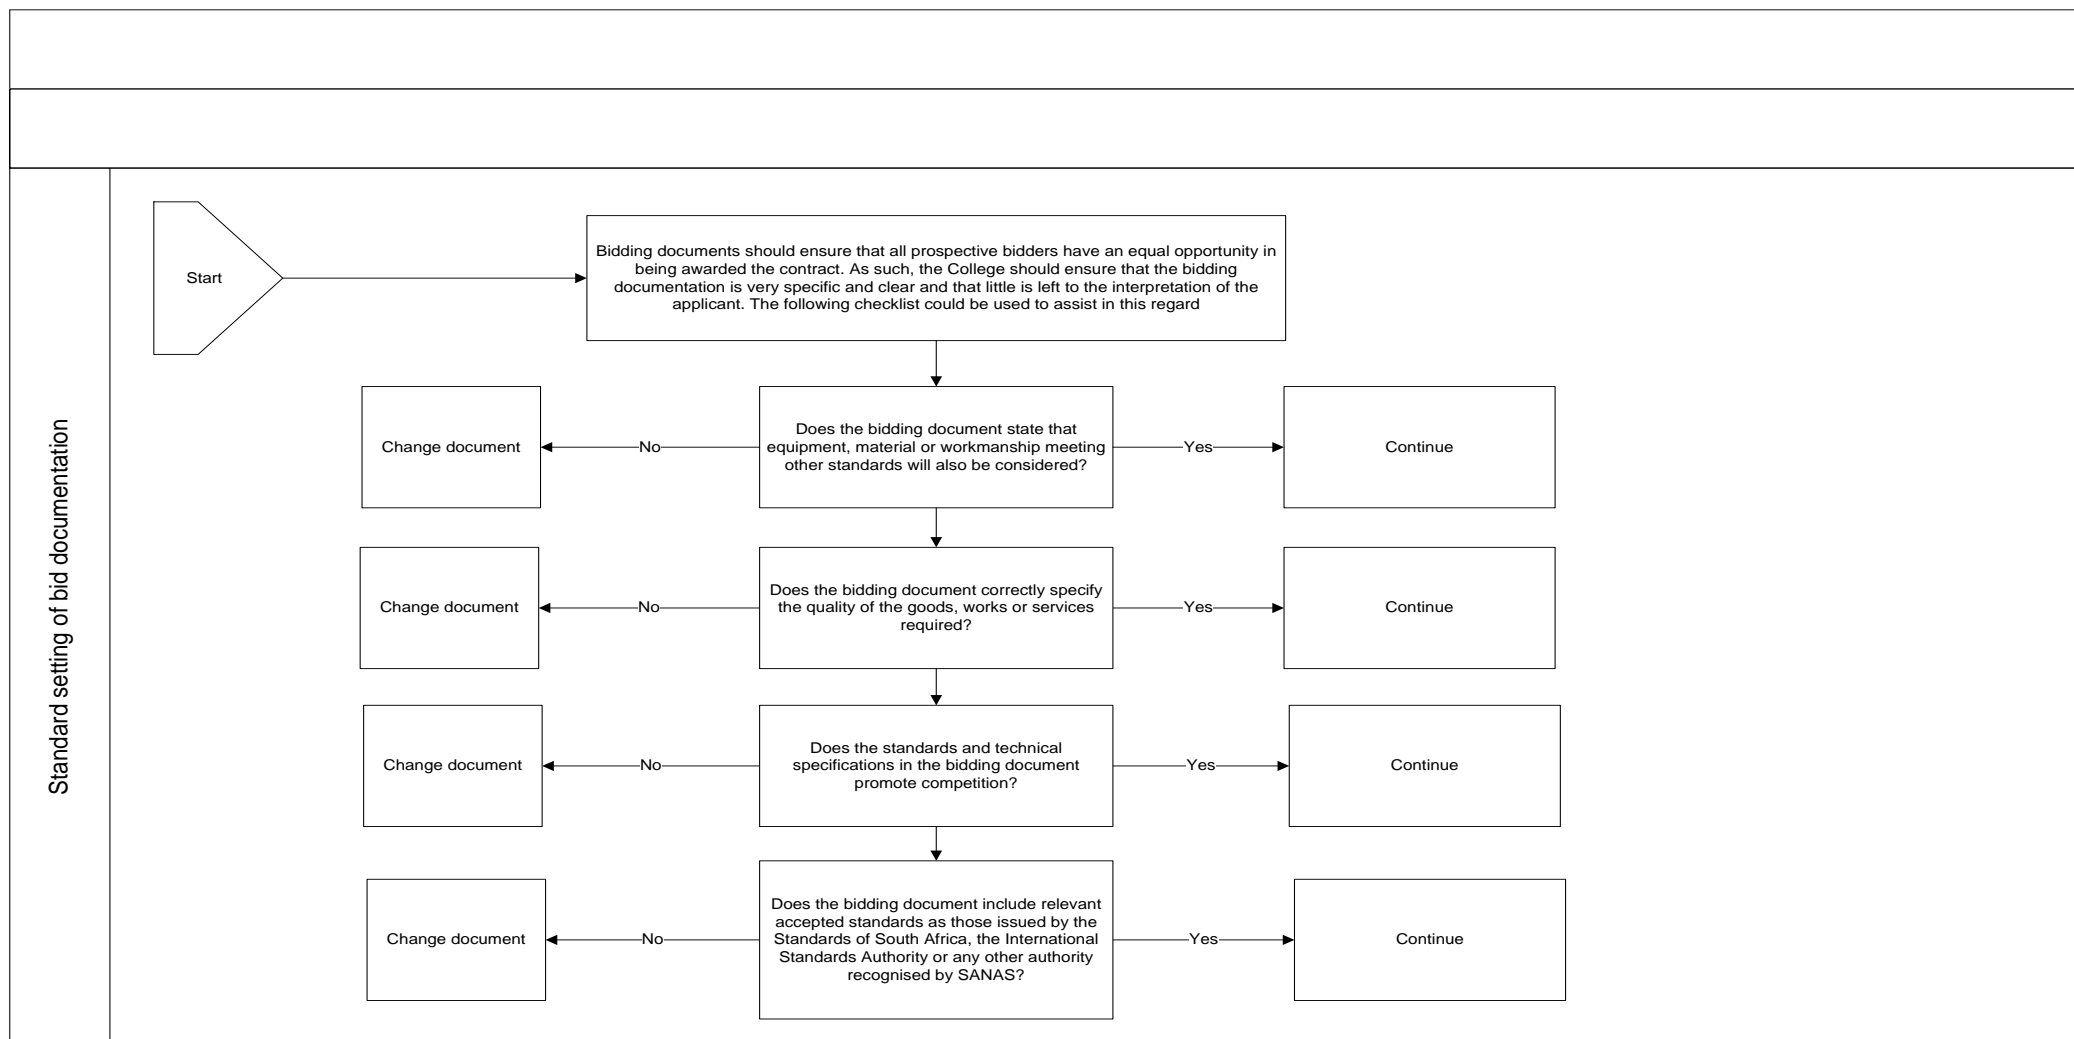 Standard setting of bid documentation
Start
Bidding documents should ensure that all prospective bidders have an equal opportunity in
being awarded the contract. As such, the College should ensure that the bidding
documentation is very specific and clear and that little is left to the interpretation of the
applicant. The following checklist could be used to assist in this regard
Change document
No
Does the bidding document state that
equipment, material or workmanship meeting
other standards will also be considered?
Yes
Continue
Change document
No
Does the bidding document correctly specify
the quality of the goods, works or services
required?
Yes
Continue
Change document
No
Does the standards and technical
specifications in the bidding document
promote competition?
Yes
Continue
Change document
No
Does the bidding document include relevant
accepted standards as those issued by the
Standards of South Africa, the International
Standards Authority or any other authority
recognised by SANAS?
Yes
Continue